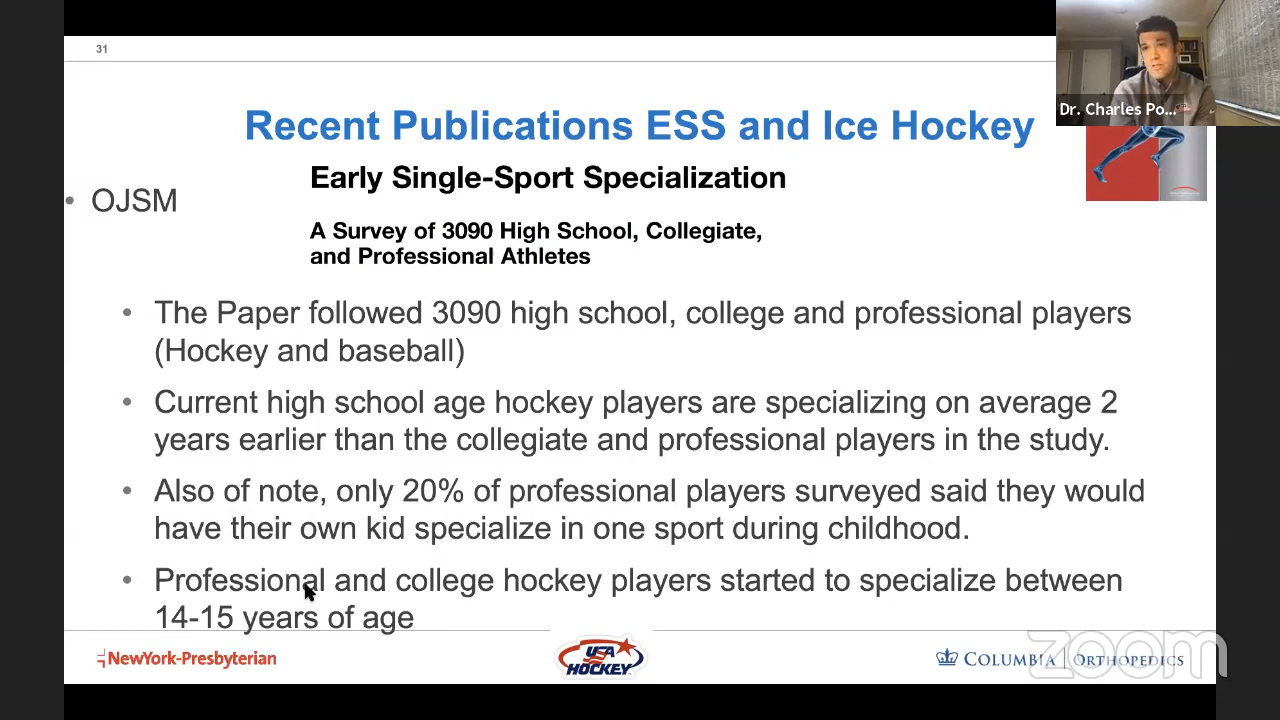 31
Dr. Charles Po...
Recent Publications ESS and Ice Hockey
Early Single-Sport Specialization
• OJSM
A Survey of 3090 High School, Collegiate,
and Professional Athletes
• The Paper followed 3090 high school, college and professional players
(Hockey and baseball)
• Current high school age hockey players are specializing on average 2
years earlier than the collegiate and professional players in the study.
• Also of note, only 20% of professional players surveyed said they would
have their own kid specialize in one sport during childhood.
• Professional and college hockey players started to specialize between
14-15 years of age
NewYork-Presbyterian
USA
HOCKEY
COLUMBIA | ORTHOPEDICS
zoom